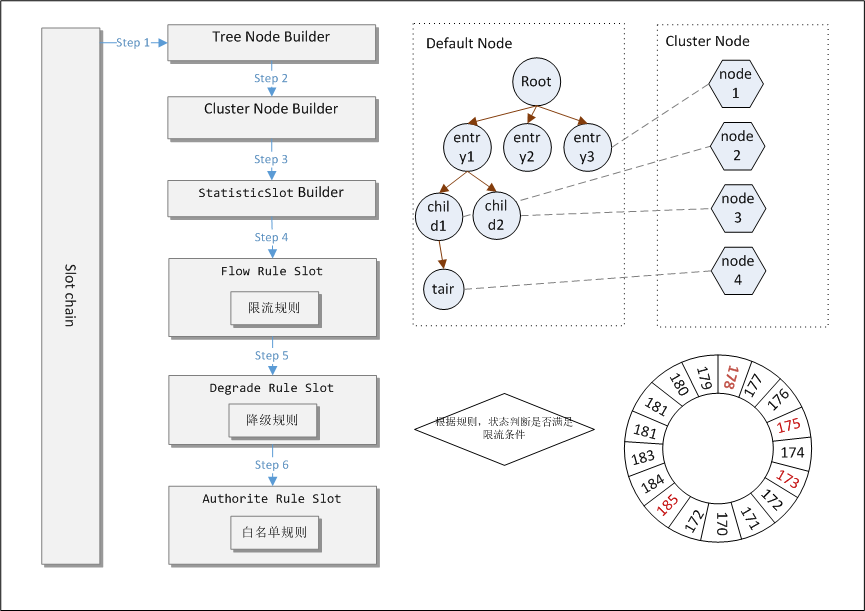 Slot chain
Step 1
Tree Node Builder
Step 2
Cluster Node Builder
Step 3
StatisticSlot Builder
Step 4
Flow Rule Slot
限流规则
Step 5
Degrade Rule Slot
降级规则
Step 6
Authorite Rule Slot
白名单规则
Default Node
Root
entr
y1
entr
y2
entr
y3
chil
d1
chil
d2
tair
Cluster Node
node
1
node
2
node
3
node
4
根据规则，状态判断是否满足
限流条件
178
177
176
175
174
173
172
171
170
172
185
184
183
181
181
180
179